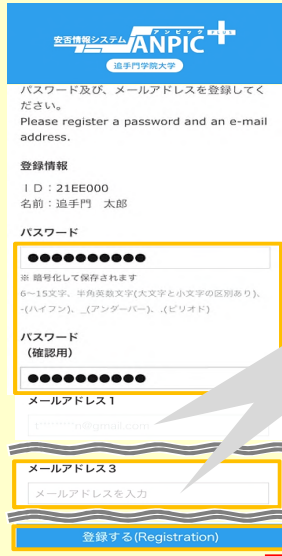 安否情報システム ANPIC PLUS
アンピック
追手門学院大学
パスワード及び、メールアドレスを登録してく
ださい。
Please register a password and an e-mail
address.
登録情報
ID：21EE000
名前：追手門　太郎
パスワード
●●●●●●●●●●
※ 暗号化して保存されます
6〜15文字、半角英数文字(大文字と小文字の区別あり)、
-(ハイフン)、_(アンダーバー)、.(ピリオド)
パスワード
(確認用)
●●●●●●●●●●
メールアドレス1
@gmail.com
メールアドレス3
メールアドレスを入力
登録する(Registration)